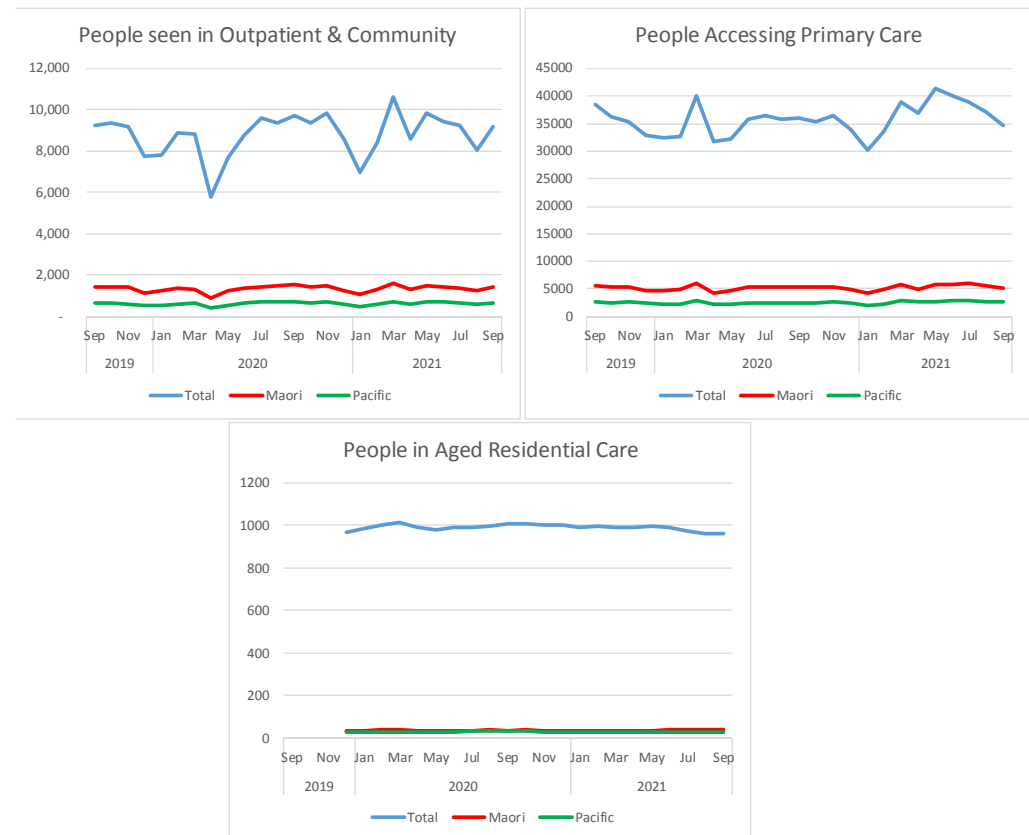 People seen in Outpatient & Community
12,000
10,000
8,000
6,000
4,000
2,000
-
Sep Nov Jan Mar May Jul Sep Nov Jan Mar May Jul Sep
2019 2020 2021
Total Maori Pacific
People Accessing Primary Care
45000
40000
35000
30000
25000
20000
15000
10000
5000
0
Sep Nov Jan Mar May Jul Sep Nov Jan Mar May Jul Sep
2019 2020 2021
Total Maori Pacific
People in Aged Residential Care
1200
1000
800
600
400
200
0
Sep Nov Jan Mar May Jul Sep Nov Jan Mar May Jul Sep
2019 2020 2021
Total Maori Pacific